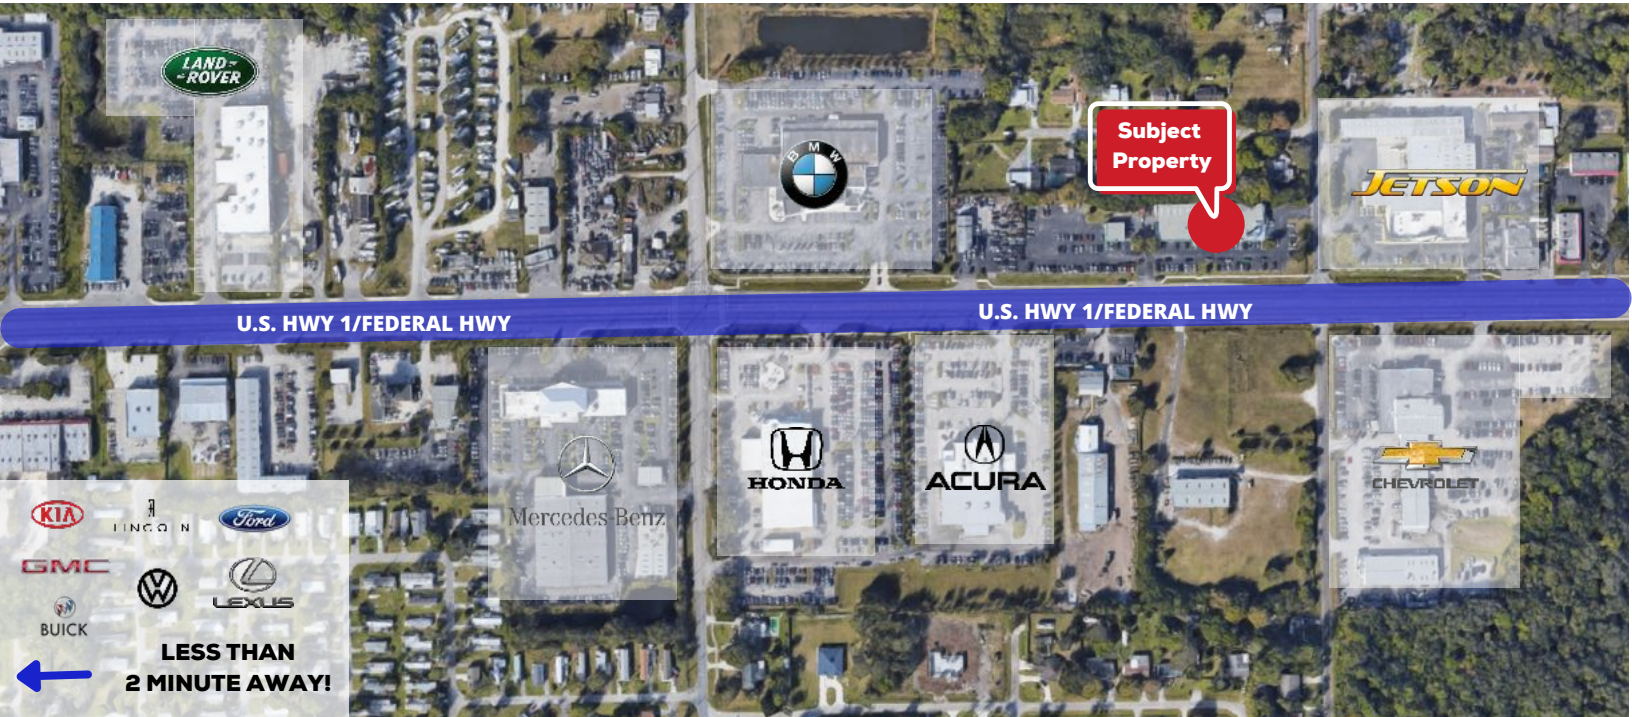 LAND-
-ROVER
BMW
Subject
Property
JETSON
U.S. HWY 1/FEDERAL HWY
U.S. HWY 1/FEDERAL HWY
Mercedes-Benz
HONDA
ACURA
CHEVROLET
KIA
LINCOLN
Ford
GMC
LEXUS
BUICK
LESS THAN
2 MINUTE AWAY!